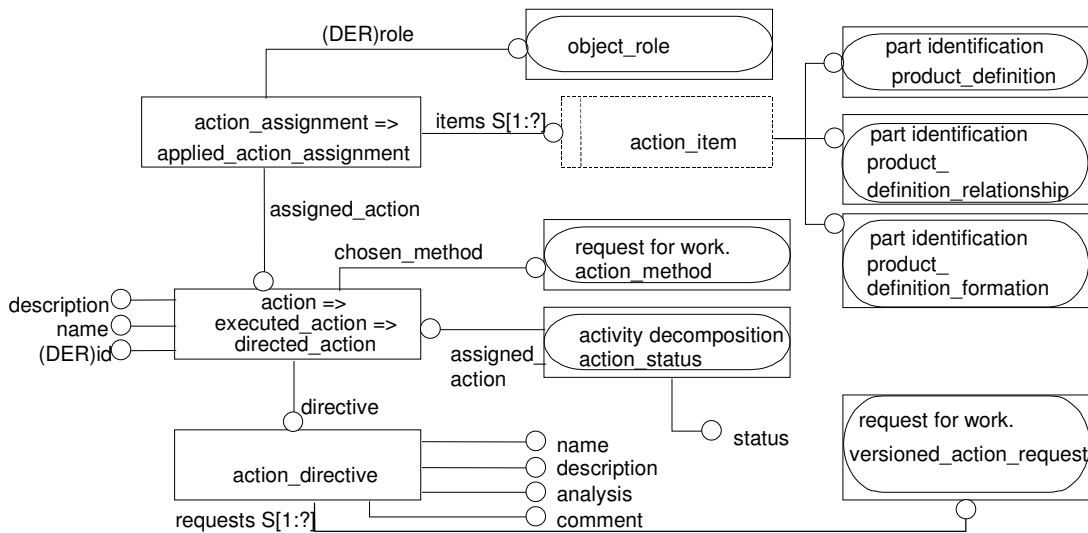 (DER)role
object_role
part identification
product_definition
action_assignment =>
applied_action_assignment
items S[1:?]
action_item
part identification
product_
definition_relationship
assigned_action
chosen_method
request for work.
action_method
part identification
product_
definition_formation
description
name
(DER)id
action =>
executed_action =>
directed_action
assigned_
action
activity decomposition
action_status
directive
status
request for work.
versioned_action_request
action_directive
name
description
analysis
comment
requests S[1:?]